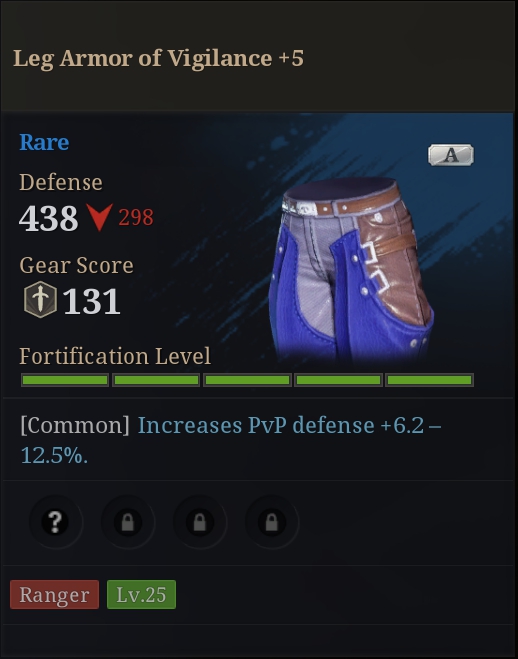 Leg Armor of Vigilance +5
Rare
A
Defense
438 298
Gear Score
131
Fortification Level
[Common] Increases PvP defense +6.2 –
12.5%.
?
Ranger Lv.25